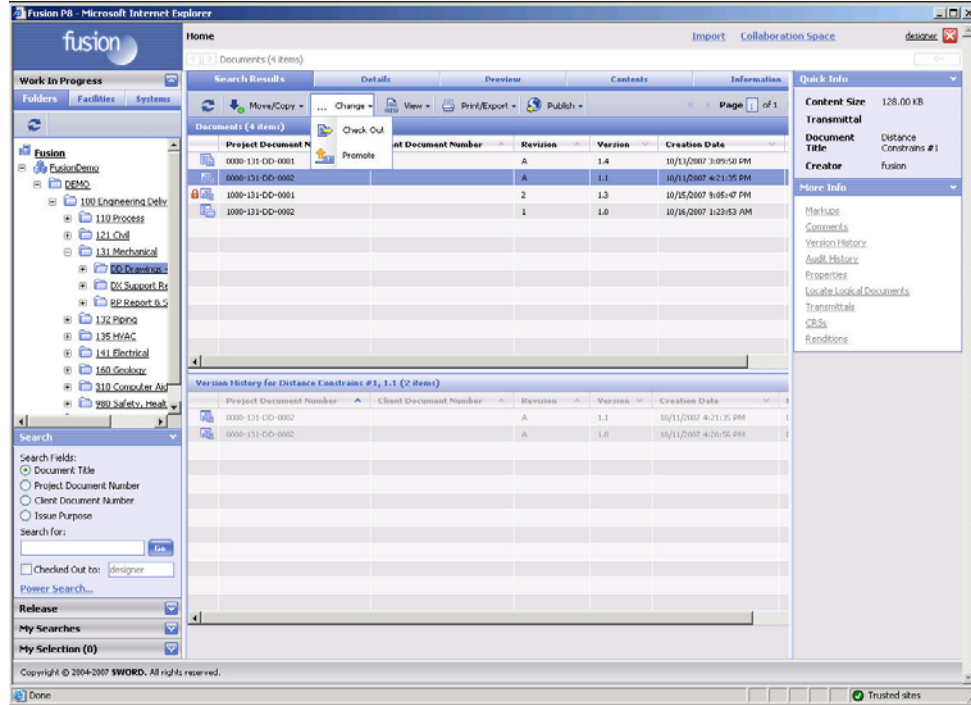 Fusion P8 - Microsoft Internet Explorer
fusion
Home
Import Collaboration Space designer
Documents (4 items)
Work In Progress
Search Results Details Preview Contents Information
Quick Info
Folders Facilities Systems
Move/Copy ... Change View Print/Export Publish Page of 1
Check Out
Promote
Content Size 128.00 KB
Transmittal
Document Title Distance Constrains #1
Creator fusion
Documents (4 items)
Project Document N nt Document Number Revision Version Creation Date
0000-131-DD-0001 A 1.4 10/13/2007 3:09:50 PM
0000-131-DD-0002 A 1.1 10/11/2007 4:21:35 PM
1000-131-DD-0001 2 1.3 10/15/2007 9:05:47 PM
1000-131-DD-0002 1 1.0 10/16/2007 1:23:53 AM
More Info
Markups
Comments
Version History
Audit History
Properties
Locate Logical Documents
Transmittals
CRSs
Renditions
Fusion
FusionDemo
DEMO
100 Engineering Deliv
110 Process
121 Civil
131 Mechanical
DD Drawings -
DX Support Re
RP Report & S
132 Piping
135 HVAC
141 Electrical
160 Geology
310 Computer Aid
980 Safety, Healt
Version History for Distance Constrains #1, 1.1 (2 items)
Project Document Number Client Document Number Revision Version Creation Date
0000-131-DD-0002 A 1.1 10/11/2007 4:21:35 PM
0000-131-DD-0002 A 1.0 10/11/2007 4:20:56 PM
Search
Search Fields:
Document Title
Project Document Number
Client Document Number
Issue Purpose
Search for:
Go
Checked Out to: designer
Power Search...
Release
My Searches
My Selection (0)
Copyright © 2004-2007 SWORD. All rights reserved.
Done
Trusted sites